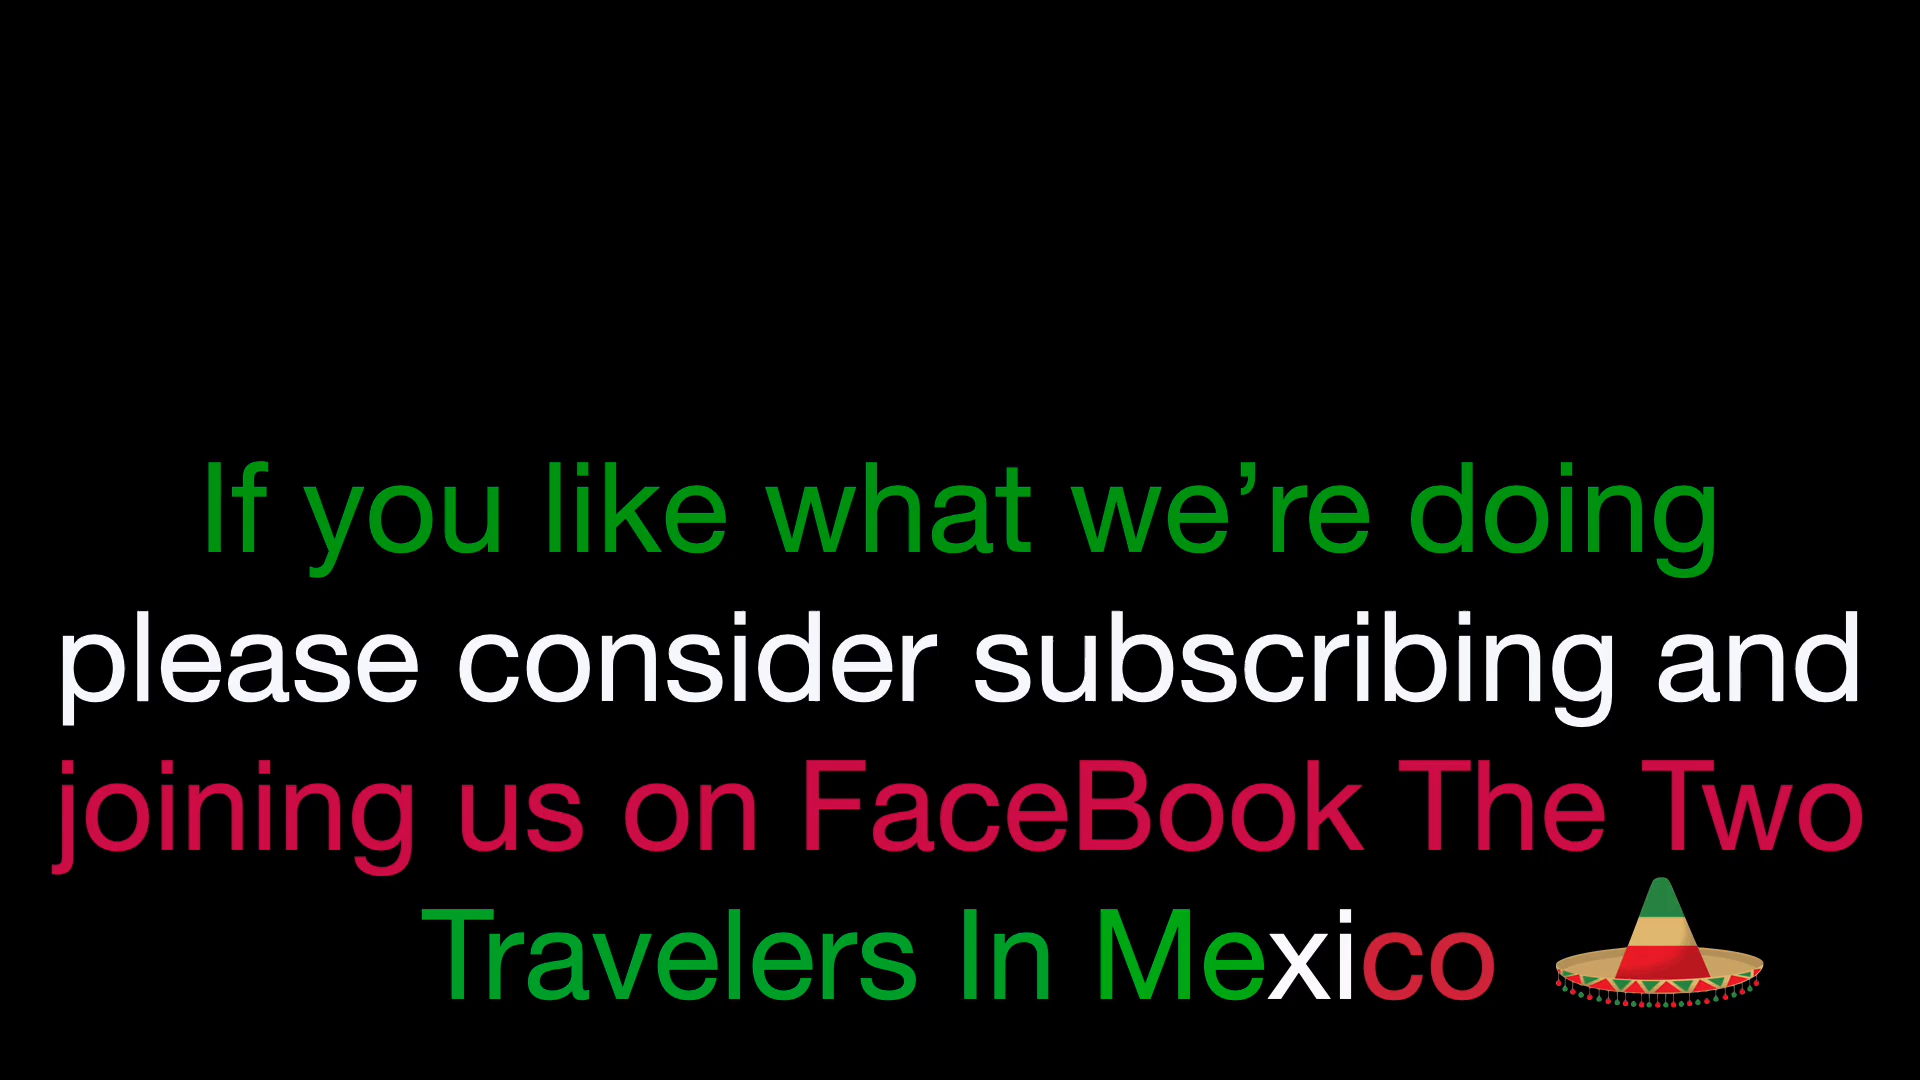 If you like what we’re doing
please consider subscribing and
joining us on FaceBook The Two
Travelers In Mexico